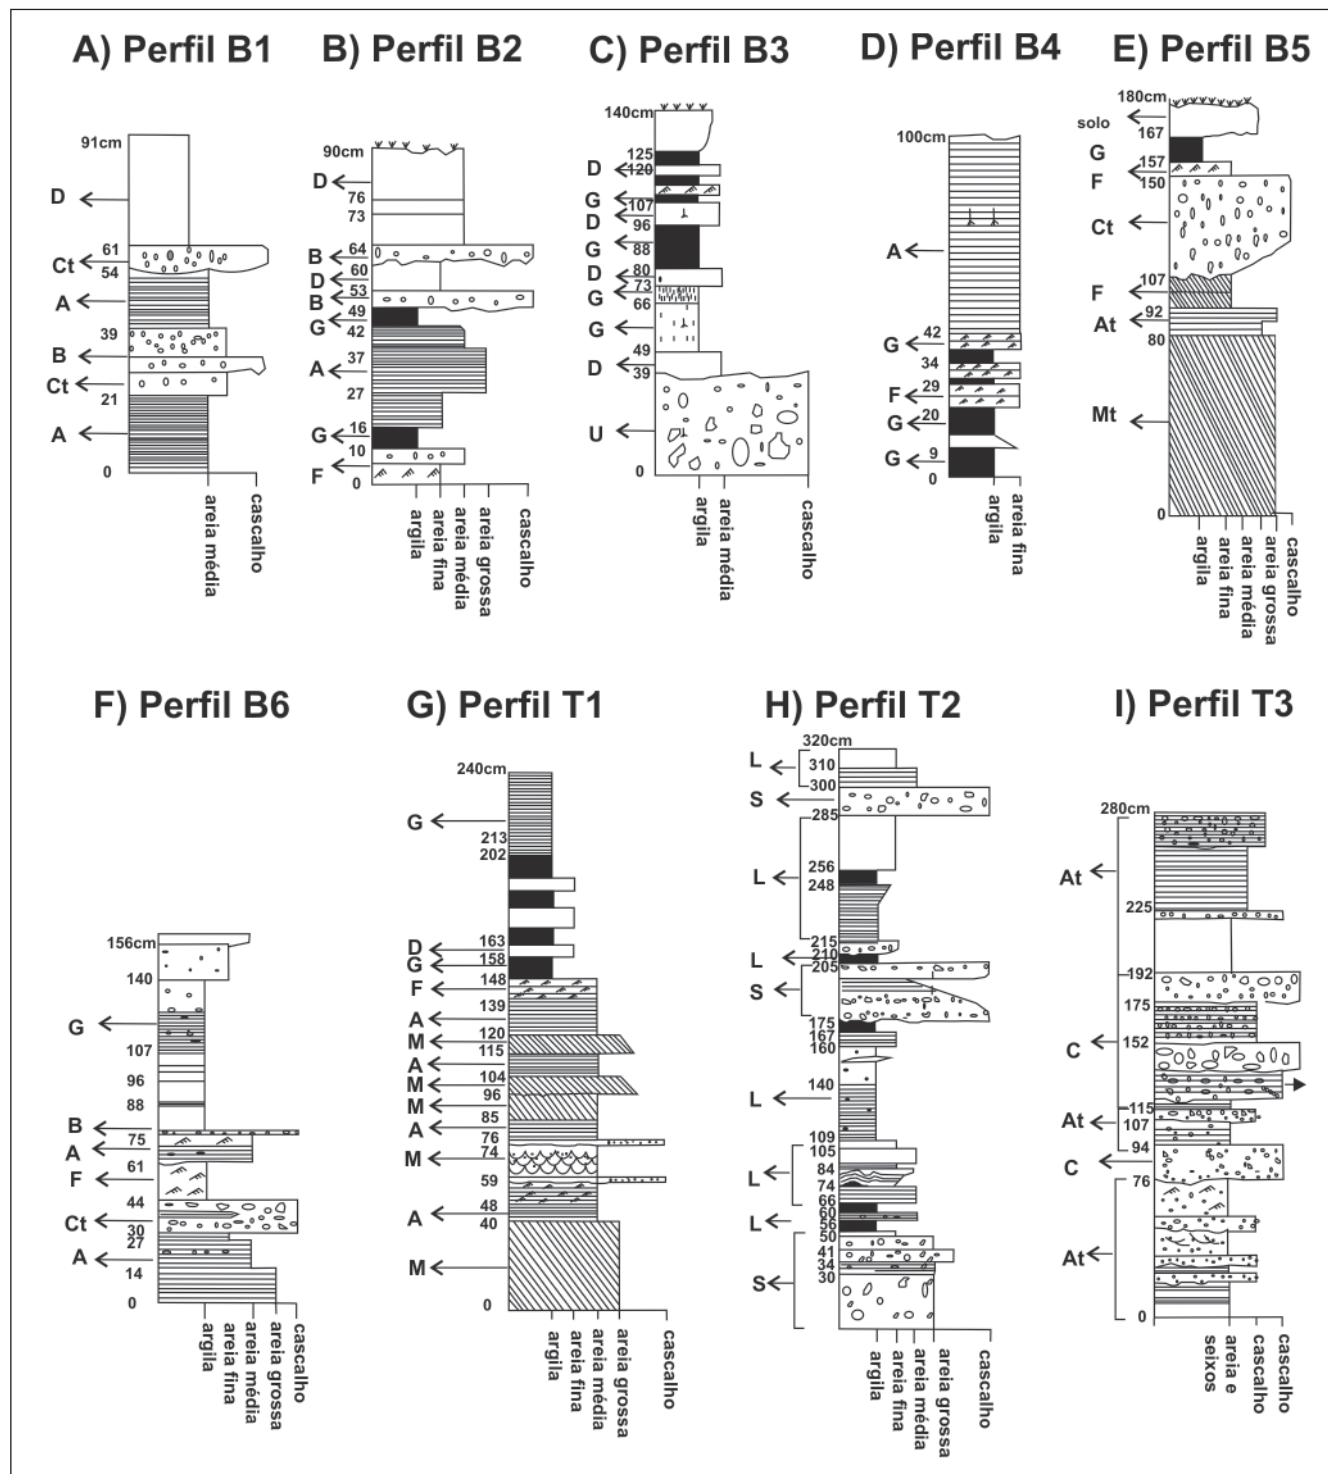 A) Perfil B1
91cm
D
61
Ct
54
A
39
B
Ct
21
A
0
areia média
cascalho
B) Perfil B2
90cm
D
76
73
64
B
60
D
53
B
49
G
42
37
A
27
16
G
10
F
0
argila
areia fina
areia média
areia grossa
cascalho
C) Perfil B3
140cm
125
D
120
G
107
D
96
G
88
D
80
73
G
66
G
49
D
39
U
0
argila
areia média
cascalho
D) Perfil B4
100cm
A
42
G
34
29
F
20
G
9
G
0
argila
areia fina
E) Perfil B5
180cm
solo
167
G
157
F
150
Ct
107
F
92
At
80
Mt
0
argila
areia fina
areia média
areia grossa
cascalho
F) Perfil B6
156cm
140
G
107
96
88
B
75
A
61
F
44
Ct
30
27
A
14
0
argila
areia fina
areia média
areia grossa
cascalho
G) Perfil T1
240cm
G
213
202
163
D
158
G
148
F
139
A
120
M
115
A
104
M
96
M
85
A
76
74
M
59
48
A
40
M
0
argila
areia fina
areia média
areia grossa
cascalho
H) Perfil T2
320cm
L
310
300
S
285
256
L
248
215
210
L
205
S
175
167
160
140
L
109
105
84
L
74
66
60
L
56
50
41
34
30
S
argila
areia fina
areia média
areia grossa
cascalho
I) Perfil T3
280cm
At
225
192
175
C
152
115
At
107
94
C
76
At
0
areia e
seixos
cascalho
cascalho